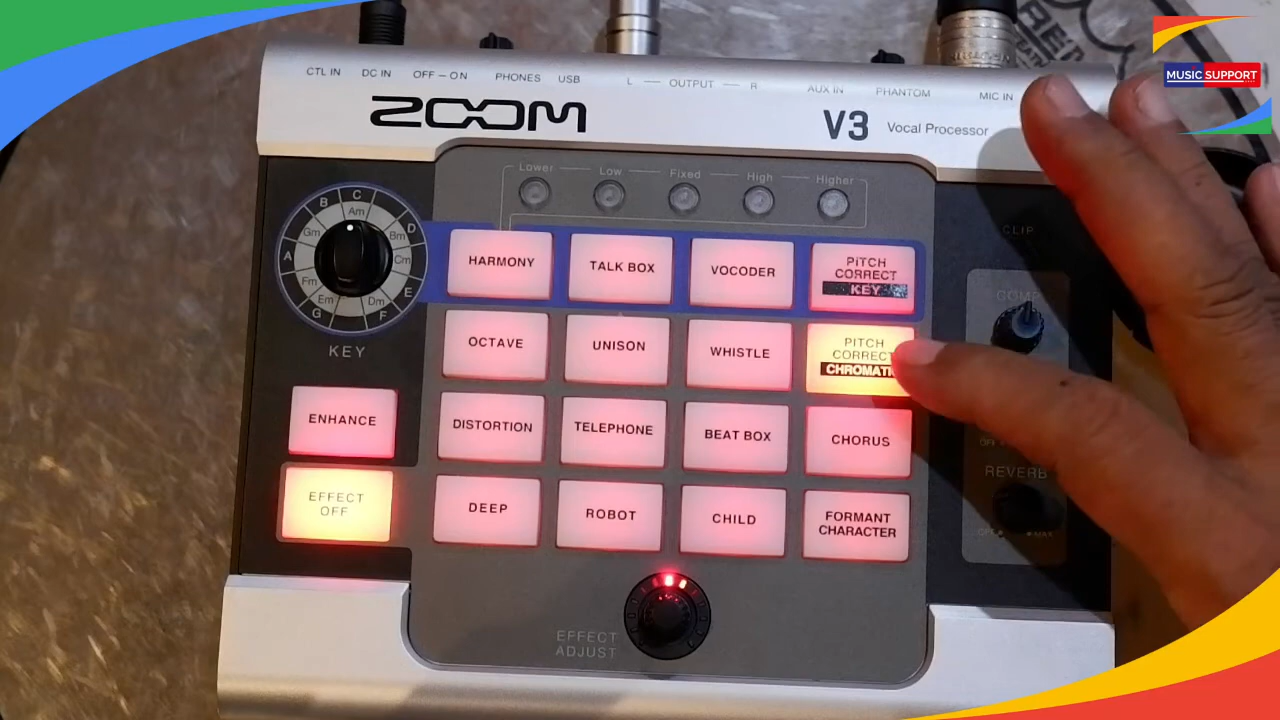 CTL IN DC IN OFF — ON PHONES USB L — OUTPUT — R AUX IN PHANTOM MIC IN
MUSIC SUPPORT
ZOOM V3 Vocal Processor
Lower — Low — Fixed — High — Higher
CLIP
C
Am
B
D
Gm
Bm
A
Cm
Fm
E
Em
Dm
G
F
KEY
HARMONY
TALK BOX
VOCODER
PITCH
CORRECT
KEY
COMP
OCTAVE
UNISON
WHISTLE
PITCH
CORRECT
ENHANCE
DISTORTION
TELEPHONE
BEAT BOX
CHORUS
REVERB
EFFECT
OFF
DEEP
ROBOT
CHILD
FORMANT
CHARACTER
EFFECT
ADJUST